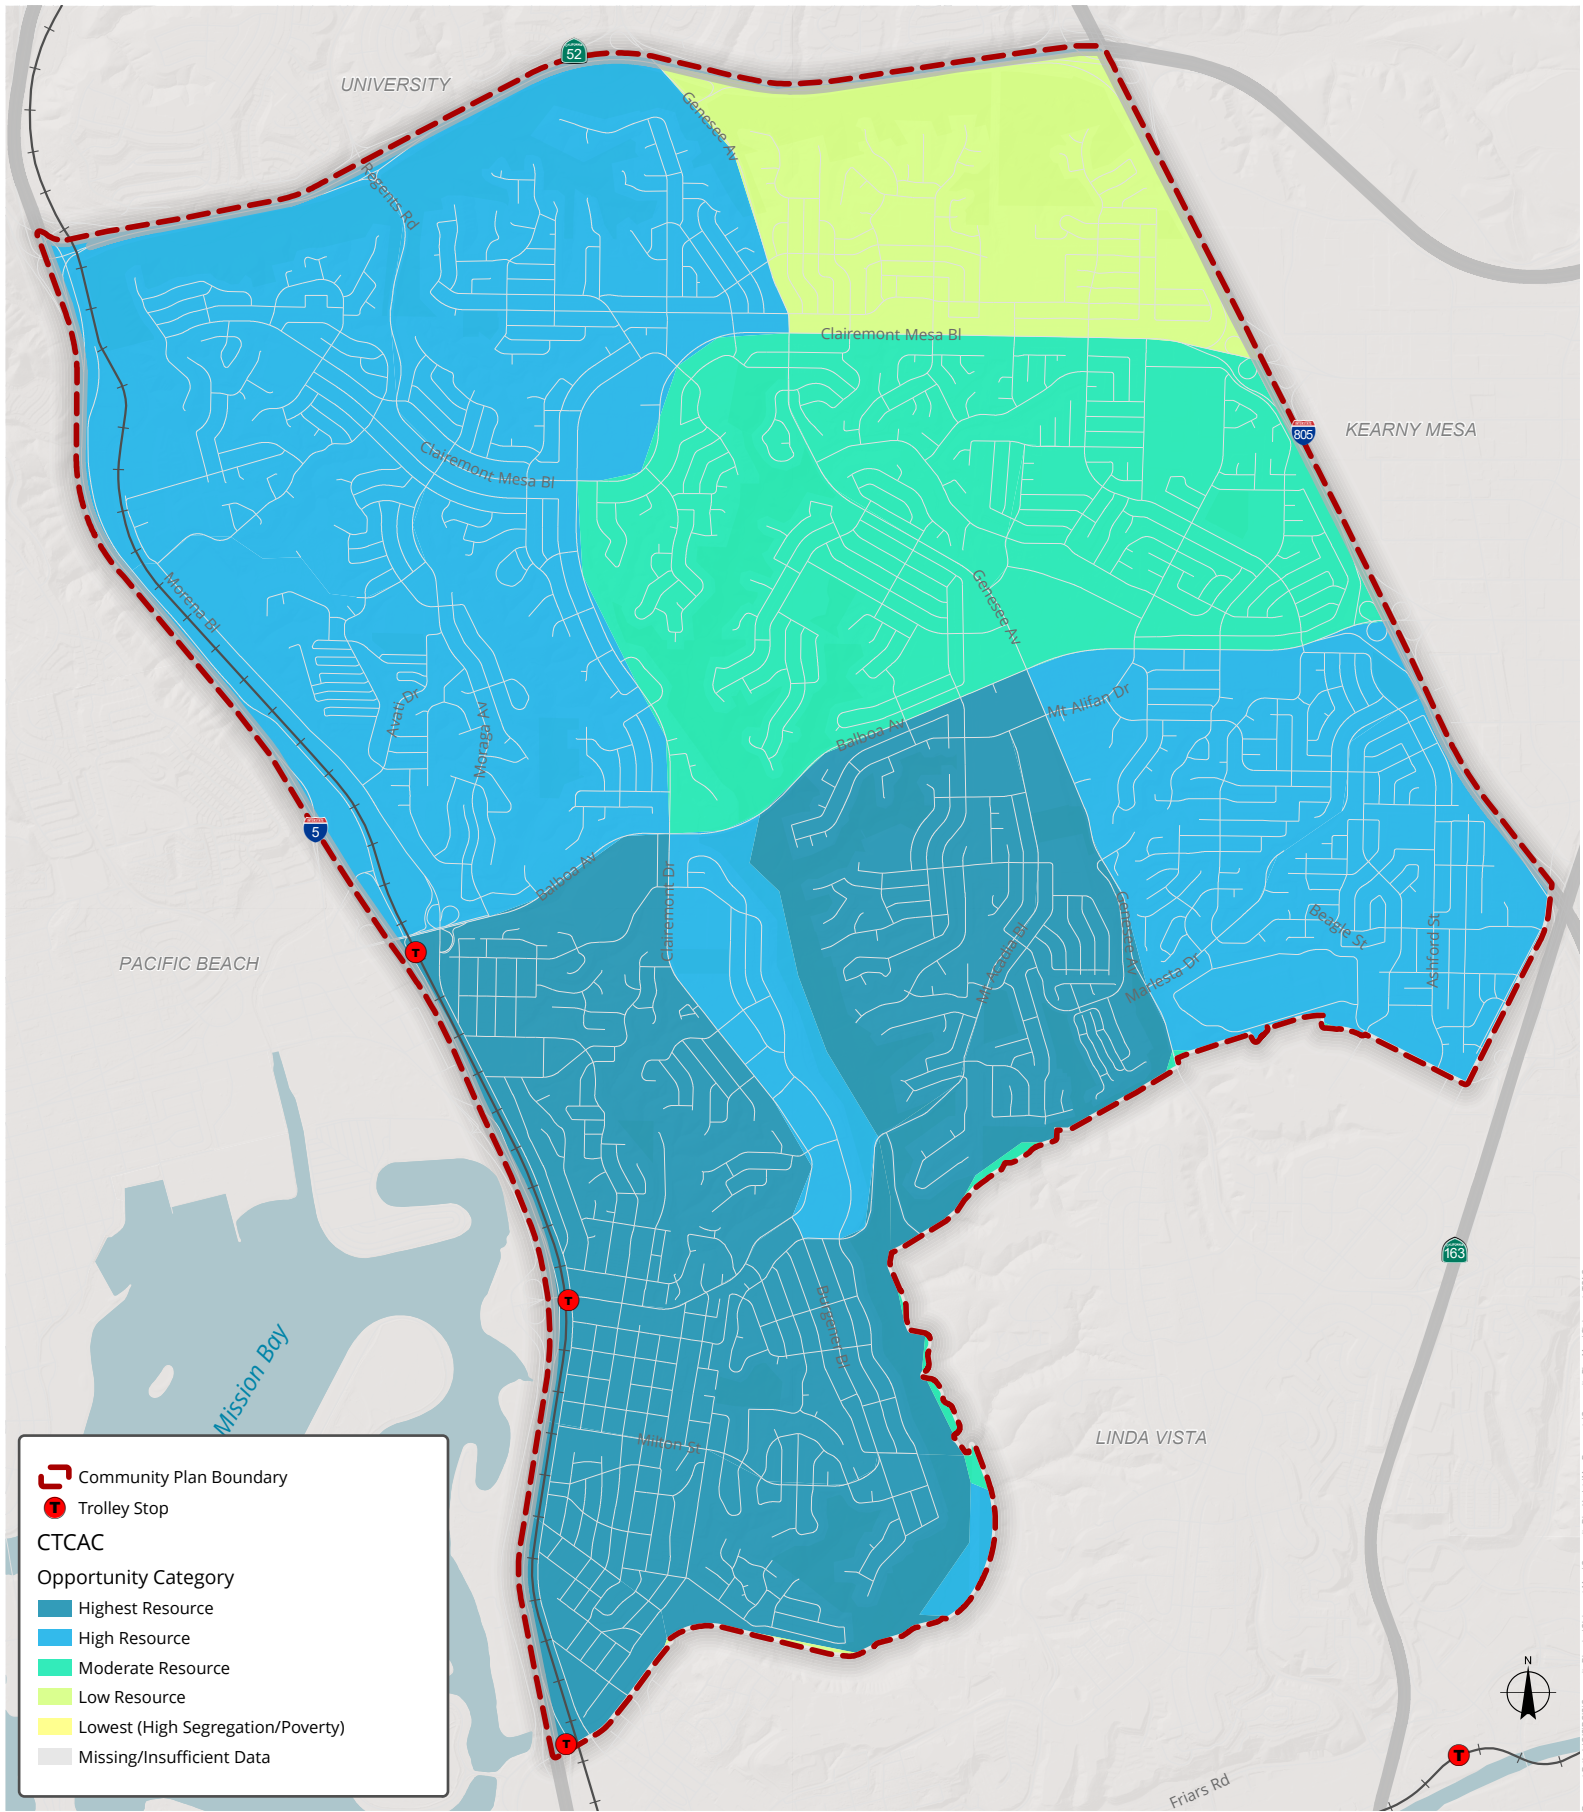 52
UNIVERSITY
Genesee Av
Regents Rd
Clairemont Mesa Bl
805
KEARNY MESA
Clairemont Mesa Bl
Morena Bl
Genesee Av
Avati Dr
Moraga Av
Mt Alifan Dr
Balboa Av
5
Balboa Av
Clairemont Dr
Genesee Av
Mt Acadia Bl
Marlesta Dr
Beagle St
Ashford St
PACIFIC BEACH
T
163
T
Burgener Bl
Mission Bay
Milton St
LINDA VISTA
Community Plan Boundary
T Trolley Stop
CTCAC
Opportunity Category
Highest Resource
High Resource
Moderate Resource
Low Resource
Lowest (High Segregation/Poverty)
Missing/Insufficient Data
N
T
T
Friars Rd